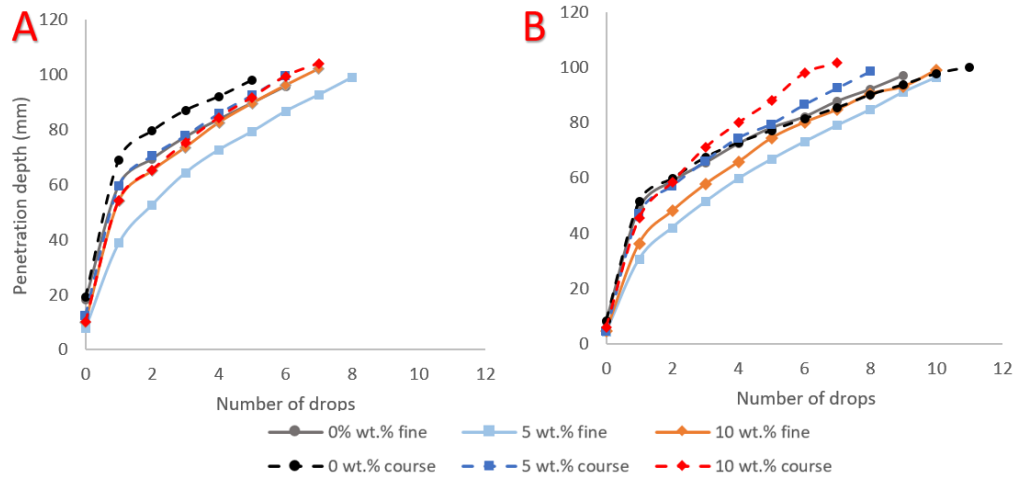 A
B
Penetration depth (mm)
120
100
80
60
40
20
0
0 2 4 6 8 10 12
Number of drops
120
100
80
60
40
20
0
0 2 4 6 8 10 12
Number of drops
0% wt.% fine 5 wt.% fine 10 wt.% fine
0 wt.% course 5 wt.% course 10 wt.% course